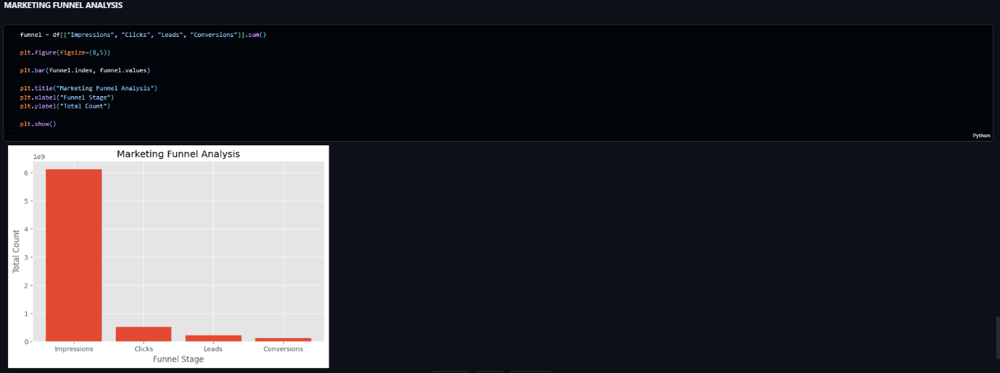 MARKETING FUNNEL ANALYSIS
funnel = df[["Impressions", "Clicks", "Leads", "Conversions"]].sum()
plt.figure(figsize=(8,5))
plt.bar(funnel.index, funnel.values)
plt.title("Marketing Funnel Analysis")
plt.xlabel("Funnel Stage")
plt.ylabel("Total Count")
plt.show()
Python
Marketing Funnel Analysis
1e9
6
5
4
3
2
1
0
Total Count
Impressions Clicks Leads Conversions
Funnel Stage